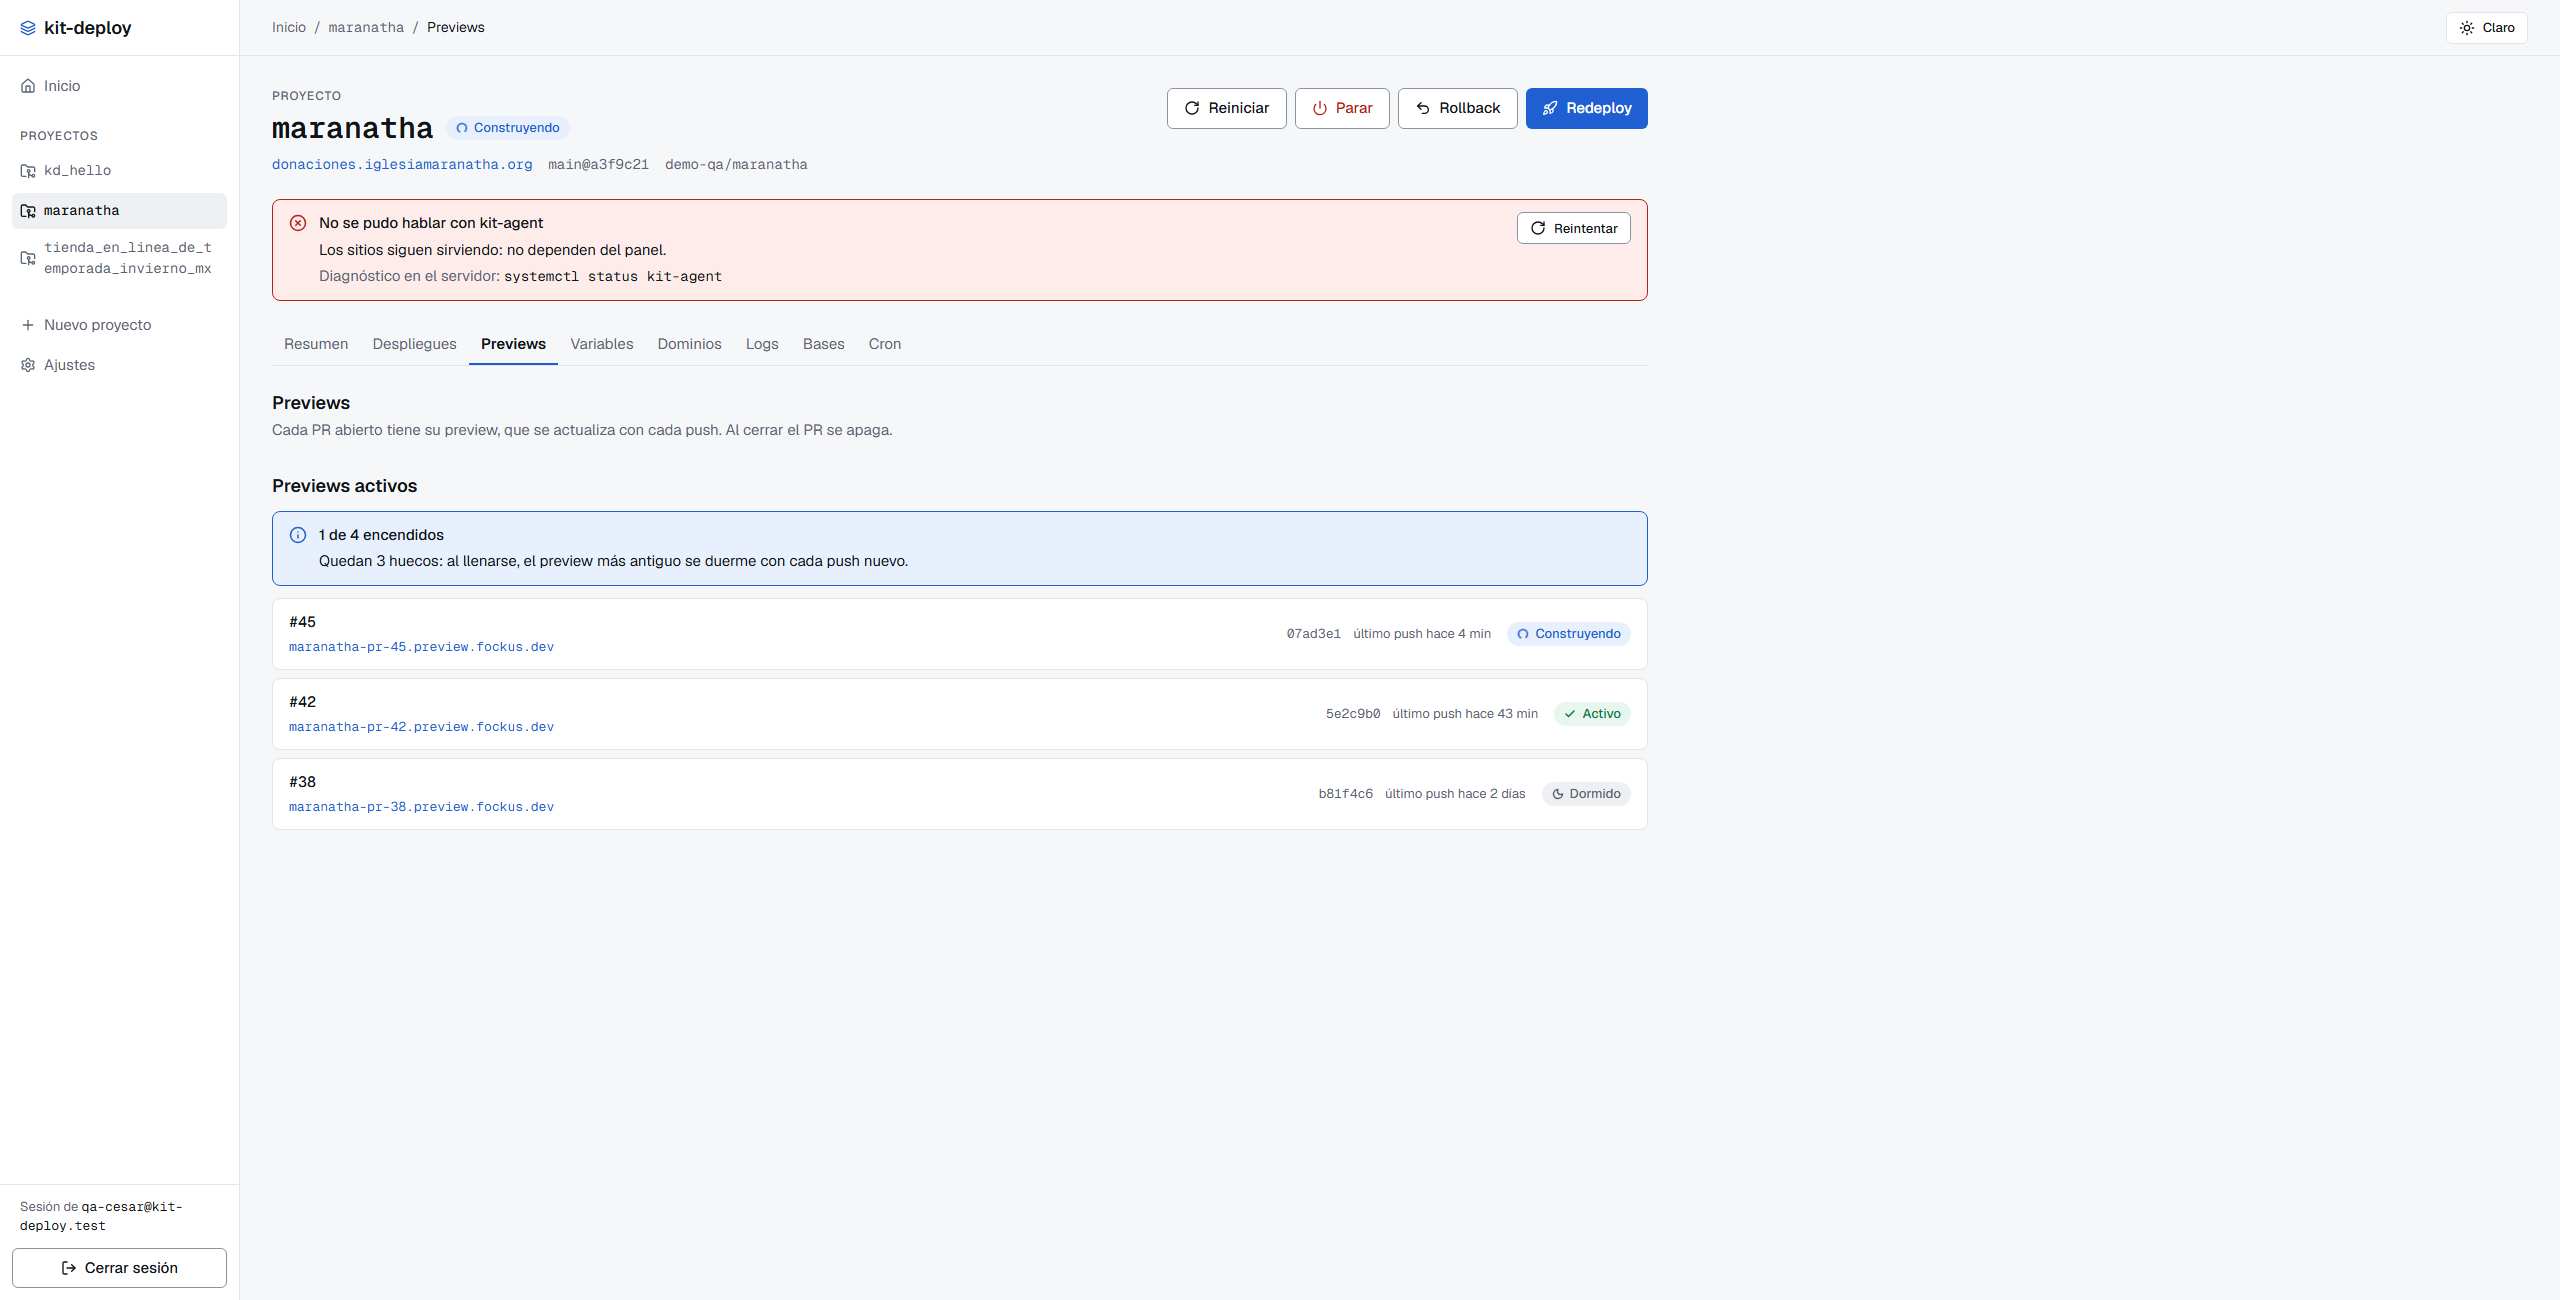 kit-deploy
Inicio / maranatha / Previews
Claro
Inicio
PROYECTOS
kd_hello
maranatha
tienda_en_linea_de_t
emporada_invierno_mx
Nuevo proyecto
Ajustes
Sesión de qa-cesar@kit-
deploy.test
Cerrar sesión
PROYECTO
maranatha Construyendo
Reiniciar Parar Rollback Redeploy
donaciones.iglesiamaranatha.org main@a3f9c21 demo-qa/maranatha
No se pudo hablar con kit-agent
Los sitios siguen sirviendo: no dependen del panel.
Diagnóstico en el servidor: systemctl status kit-agent
Reintentar
Resumen Despliegues Previews Variables Dominios Logs Bases Cron
Previews
Cada PR abierto tiene su preview, que se actualiza con cada push. Al cerrar el PR se apaga.
Previews activos
1 de 4 encendidos
Quedan 3 huecos: al llenarse, el preview más antiguo se duerme con cada push nuevo.
#45
maranatha-pr-45.preview.fockus.dev
07ad3e1 último push hace 4 min Construyendo
#42
maranatha-pr-42.preview.fockus.dev
5e2c9b0 último push hace 43 min Activo
#38
maranatha-pr-38.preview.fockus.dev
b81f4c6 último push hace 2 días Dormido